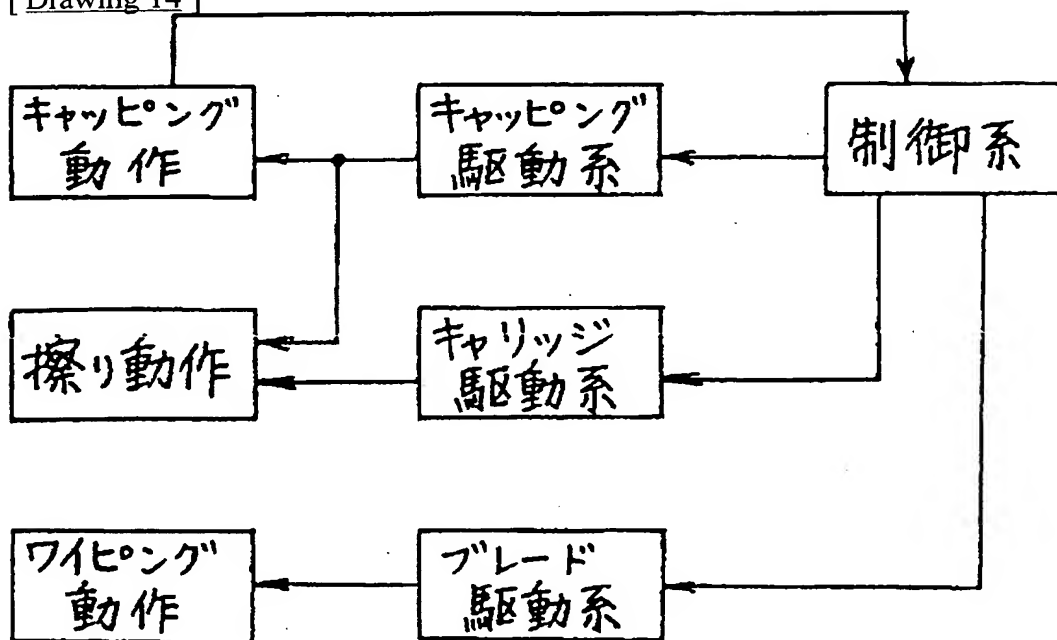 [ Drawing 14 ]
キャッピング
動作
キャッピング
駆動系
制御系
擦り動作
キャリッジ
駆動系
ワイピング
動作
ブレード
駆動系